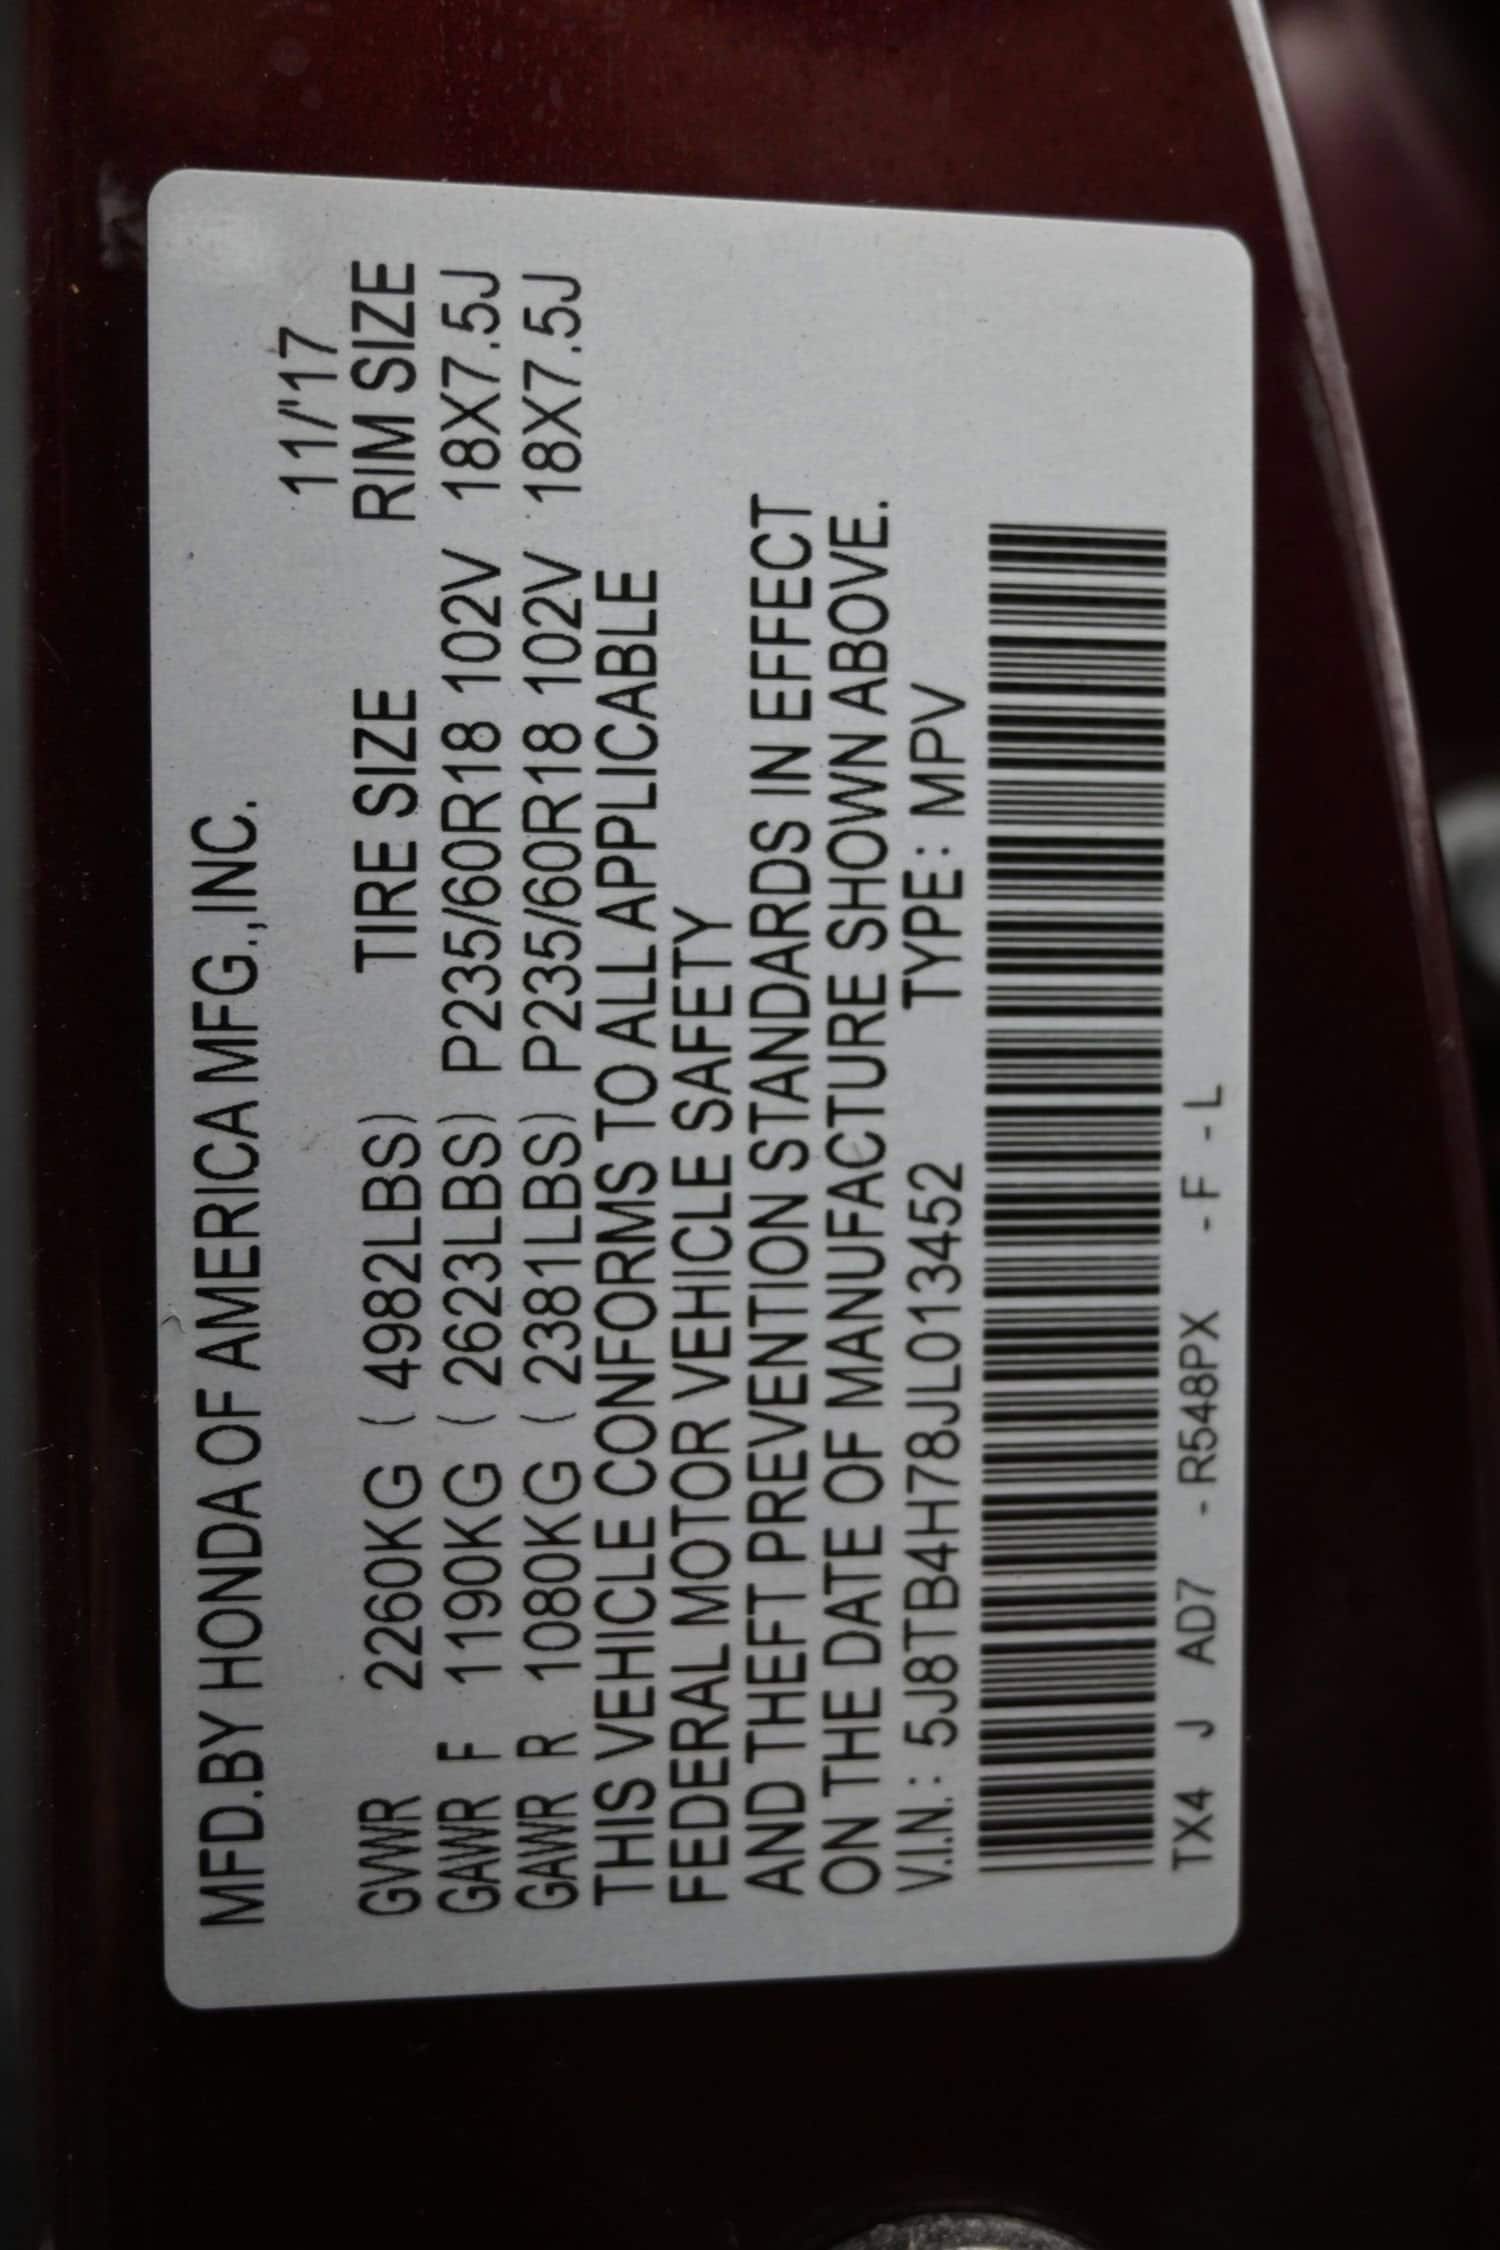 MFD.BY HONDA OF AMERICA MFG.,INC.
11/'17
GVWR 2260KG ( 4982LBS) TIRE SIZE RIM SIZE
GAWR F 1190KG ( 2623LBS) P235/60R18 102V 18X7.5J
GAWR R 1080KG ( 2381LBS) P235/60R18 102V 18X7.5J
THIS VEHICLE CONFORMS TO ALL APPLICABLE
FEDERAL MOTOR VEHICLE SAFETY
AND THEFT PREVENTION STANDARDS IN EFFECT
ON THE DATE OF MANUFACTURE SHOWN ABOVE.
V.I.N.: 5J8TB4H78JL013452 TYPE: MPV
TX4 J AD7 - R548PX - F - L